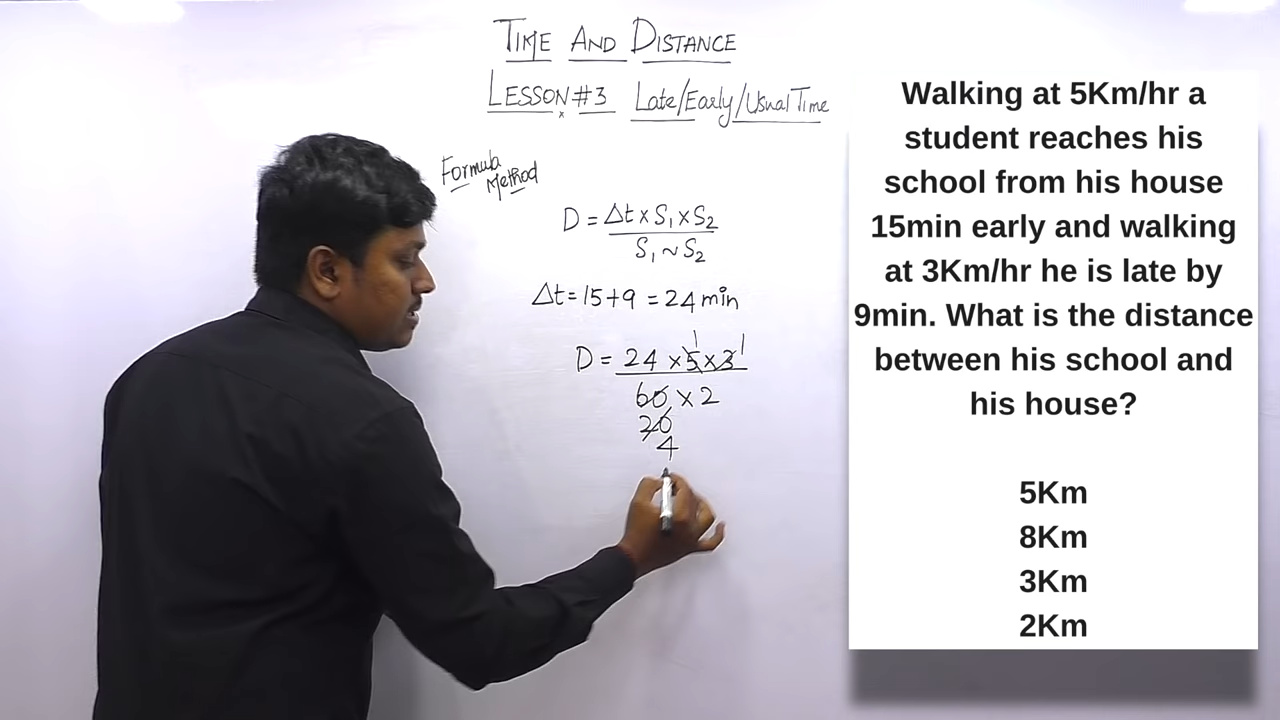 TIME AND DISTANCE
LESSON #3 Late/Early/Usual Time
Formula
Method
D = Δt × S₁ × S₂
S₁ ~ S₂
Δt = 15 + 9 = 24 min
1 1
D = 24 × 5 × 3
60 × 2
20
4
Walking at 5Km/hr a
student reaches his
school from his house
15min early and walking
at 3Km/hr he is late by
9min. What is the distance
between his school and
his house?
5Km
8Km
3Km
2Km